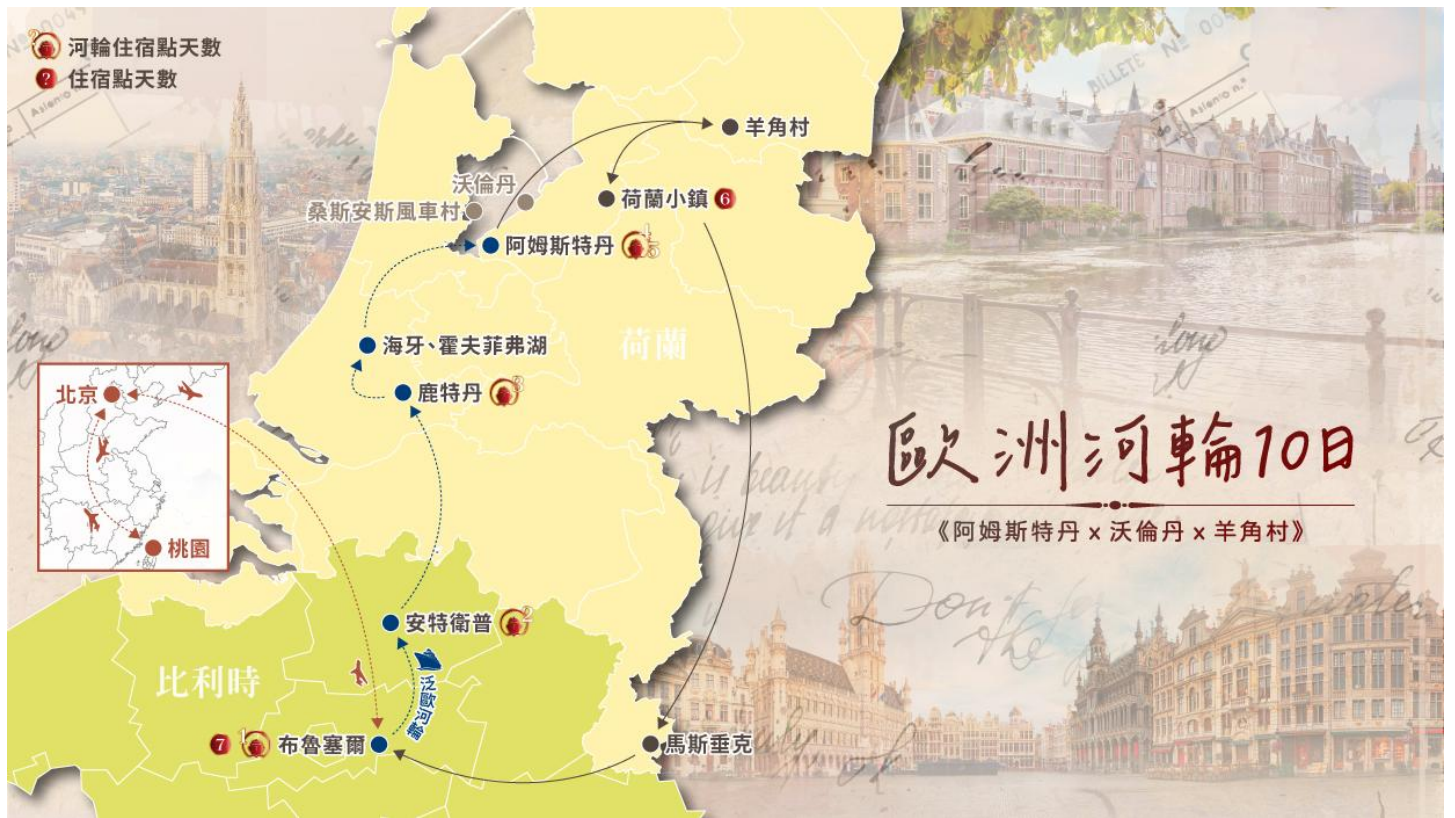 河輪住宿點天數
? 住宿點天數
羊角村
沃倫丹
荷蘭小鎮 6
桑斯安斯風車村
阿姆斯特丹
海牙、霍夫菲弗湖
荷蘭
鹿特丹
北京
桃園
歐洲河輪10日
《阿姆斯特丹 x 沃倫丹 x 羊角村》
安特衛普
比利時
泛歐河輪
7 布魯塞爾
馬斯垂克
BILLETE Nº 004